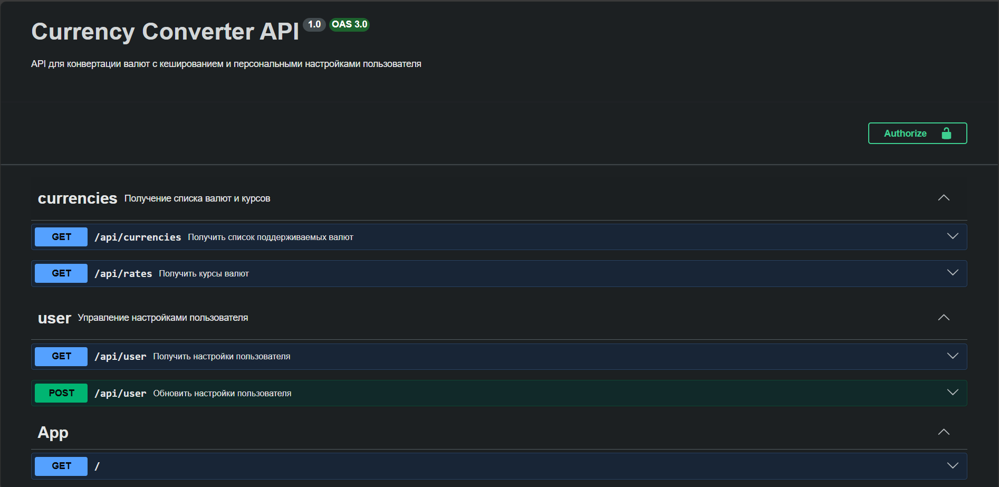 Currency Converter API 1.0 OAS 3.0
API для конвертации валют с кешированием и персональными настройками пользователя
Authorize
currencies Получение списка валют и курсов
GET /api/currencies Получить список поддерживаемых валют
GET /api/rates Получить курсы валют
user Управление настройками пользователя
GET /api/user Получить настройки пользователя
POST /api/user Обновить настройки пользователя
App
GET /